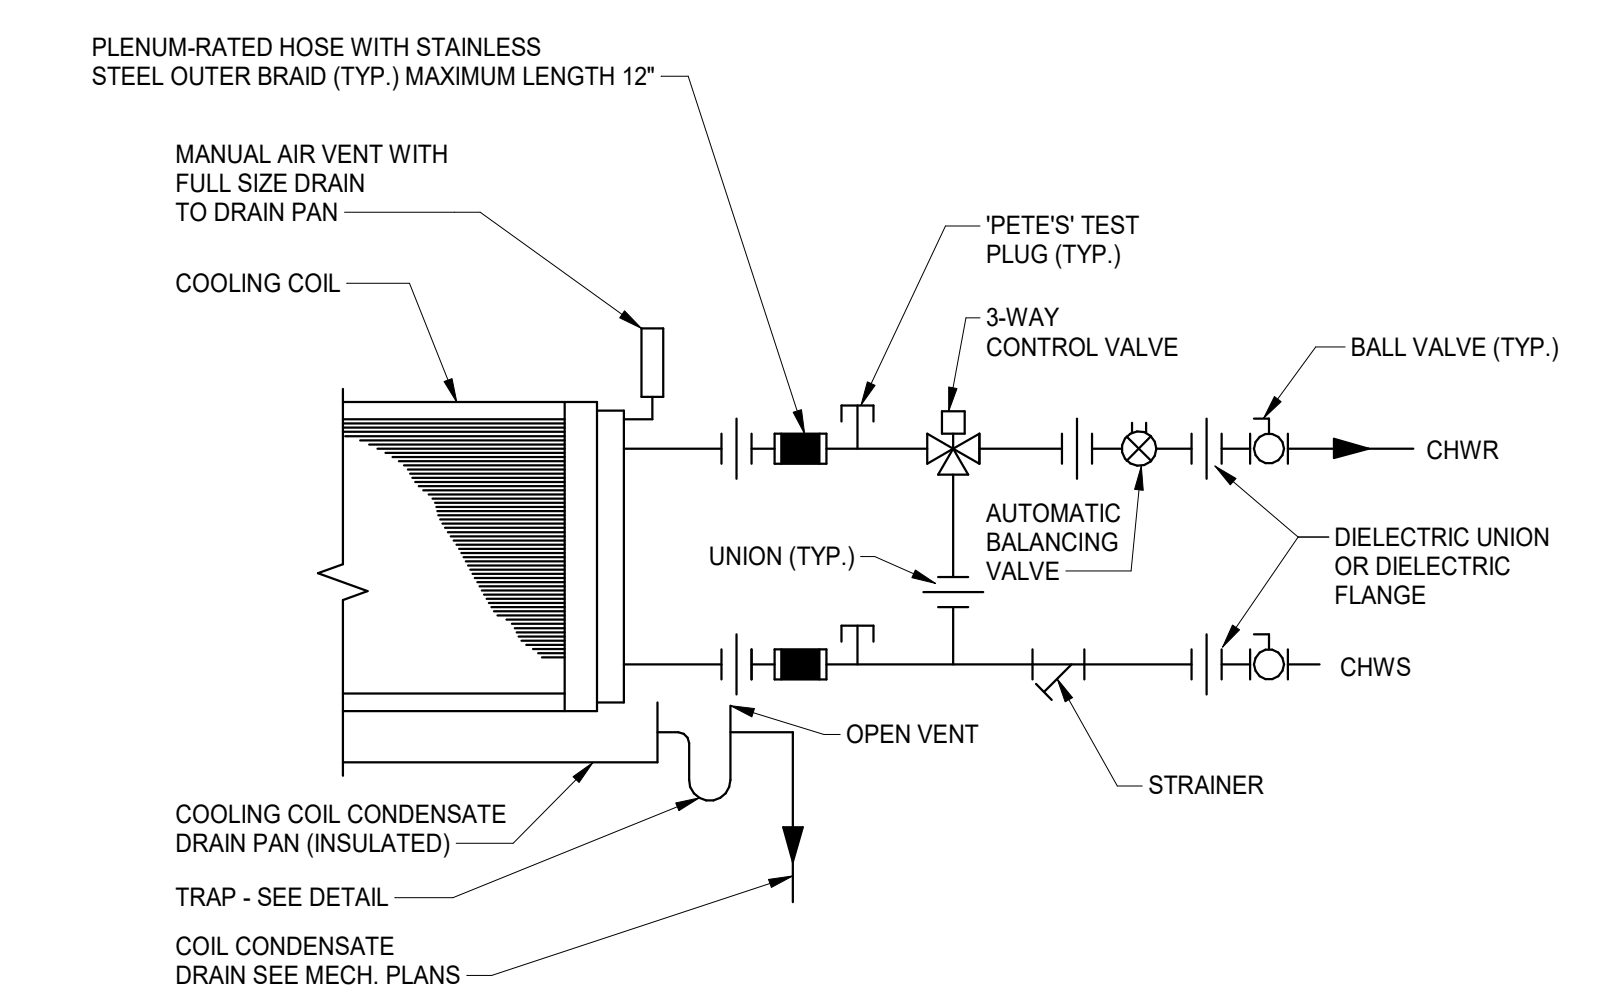 PLENUM-RATED HOSE WITH STAINLESS
STEEL OUTER BRAID (TYP.) MAXIMUM LENGTH 12"
MANUAL AIR VENT WITH
FULL SIZE DRAIN
TO DRAIN PAN
COOLING COIL
'PETE'S' TEST
PLUG (TYP.)
3-WAY
CONTROL VALVE
BALL VALVE (TYP.)
CHWR
AUTOMATIC
BALANCING
VALVE
UNION (TYP.)
DIELECTRIC UNION
OR DIELECTRIC
FLANGE
CHWS
OPEN VENT
STRAINER
COOLING COIL CONDENSATE
DRAIN PAN (INSULATED)
TRAP - SEE DETAIL
COIL CONDENSATE
DRAIN SEE MECH. PLANS